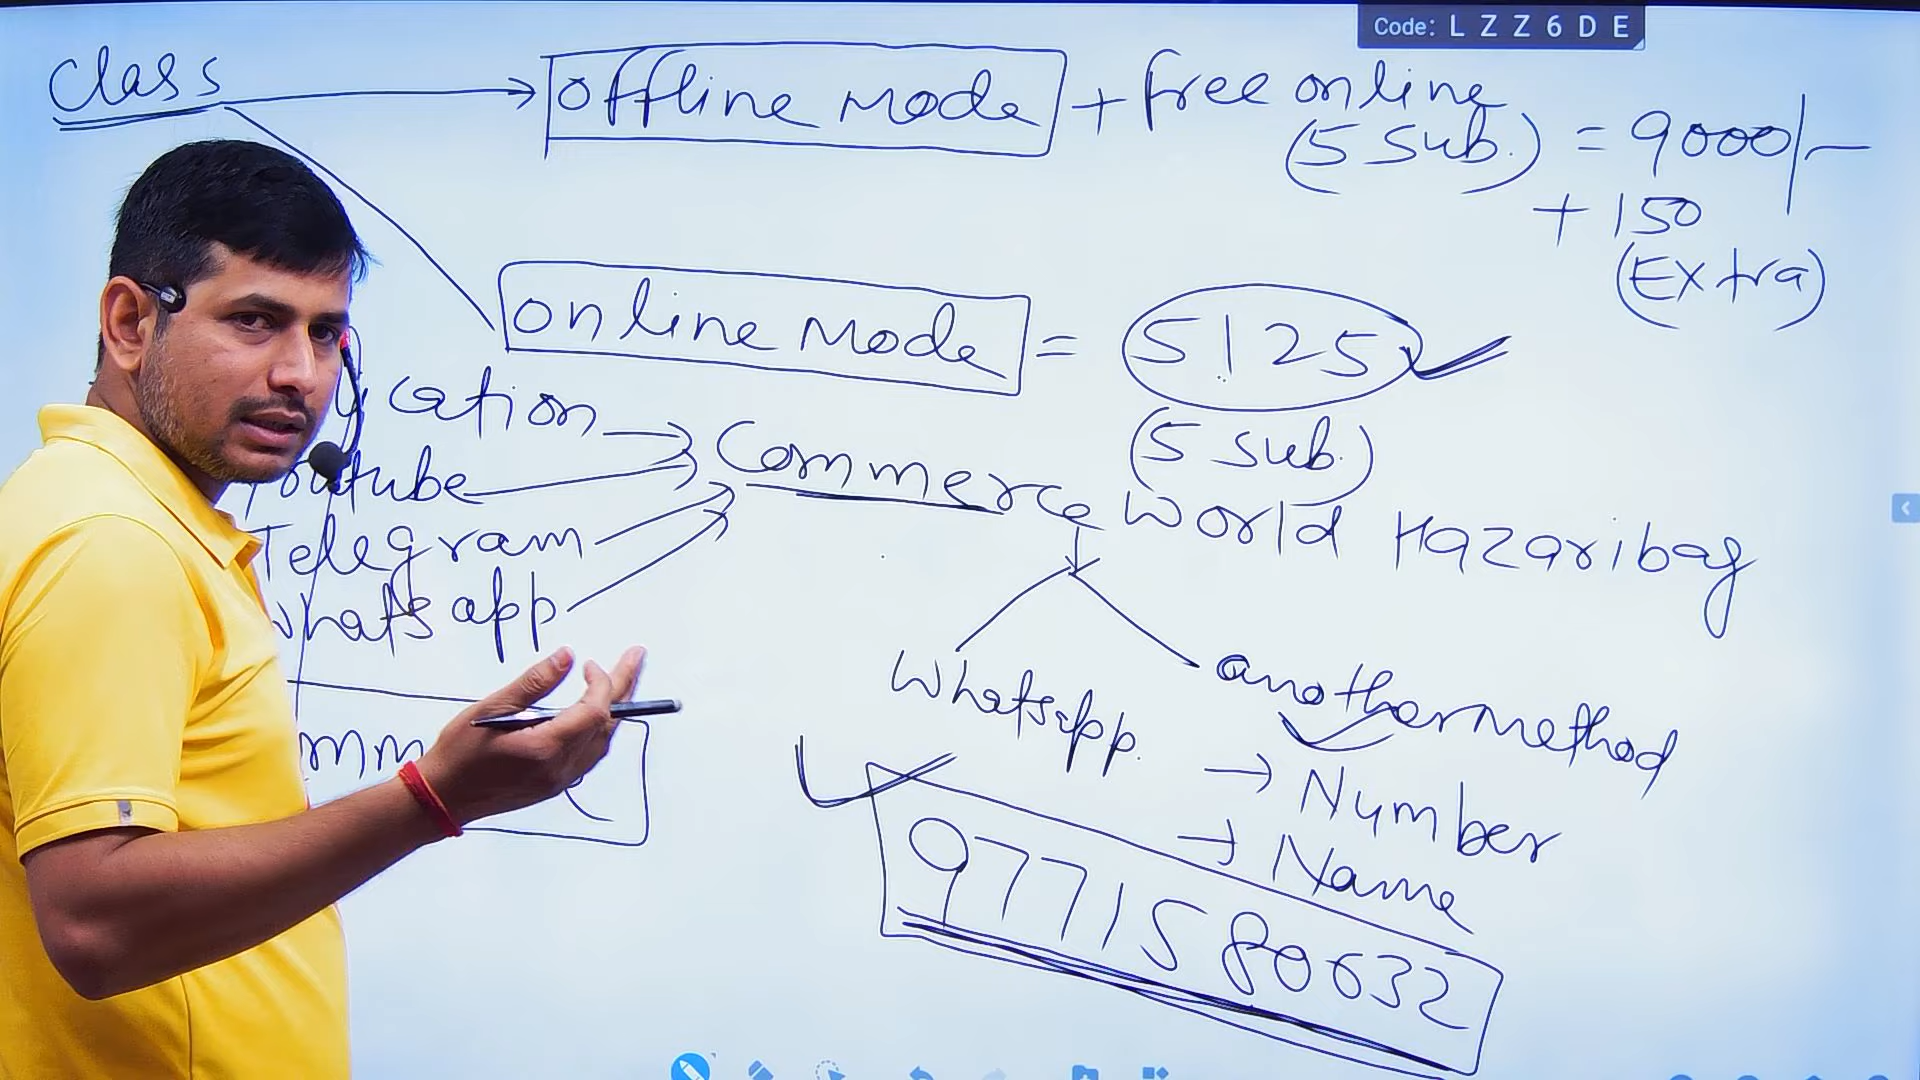 Code: L Z Z 6 D E
Class → offline Mode + free online
(5 Sub.) = 9000/-
+ 150
(Extra)
online Mode = 5125
(5 Sub.)
cation → Commerce World Hazaribag
Youtube
Telegram
Whatsapp
Whatsapp.
another method
→ Number
→ Name
9771580632